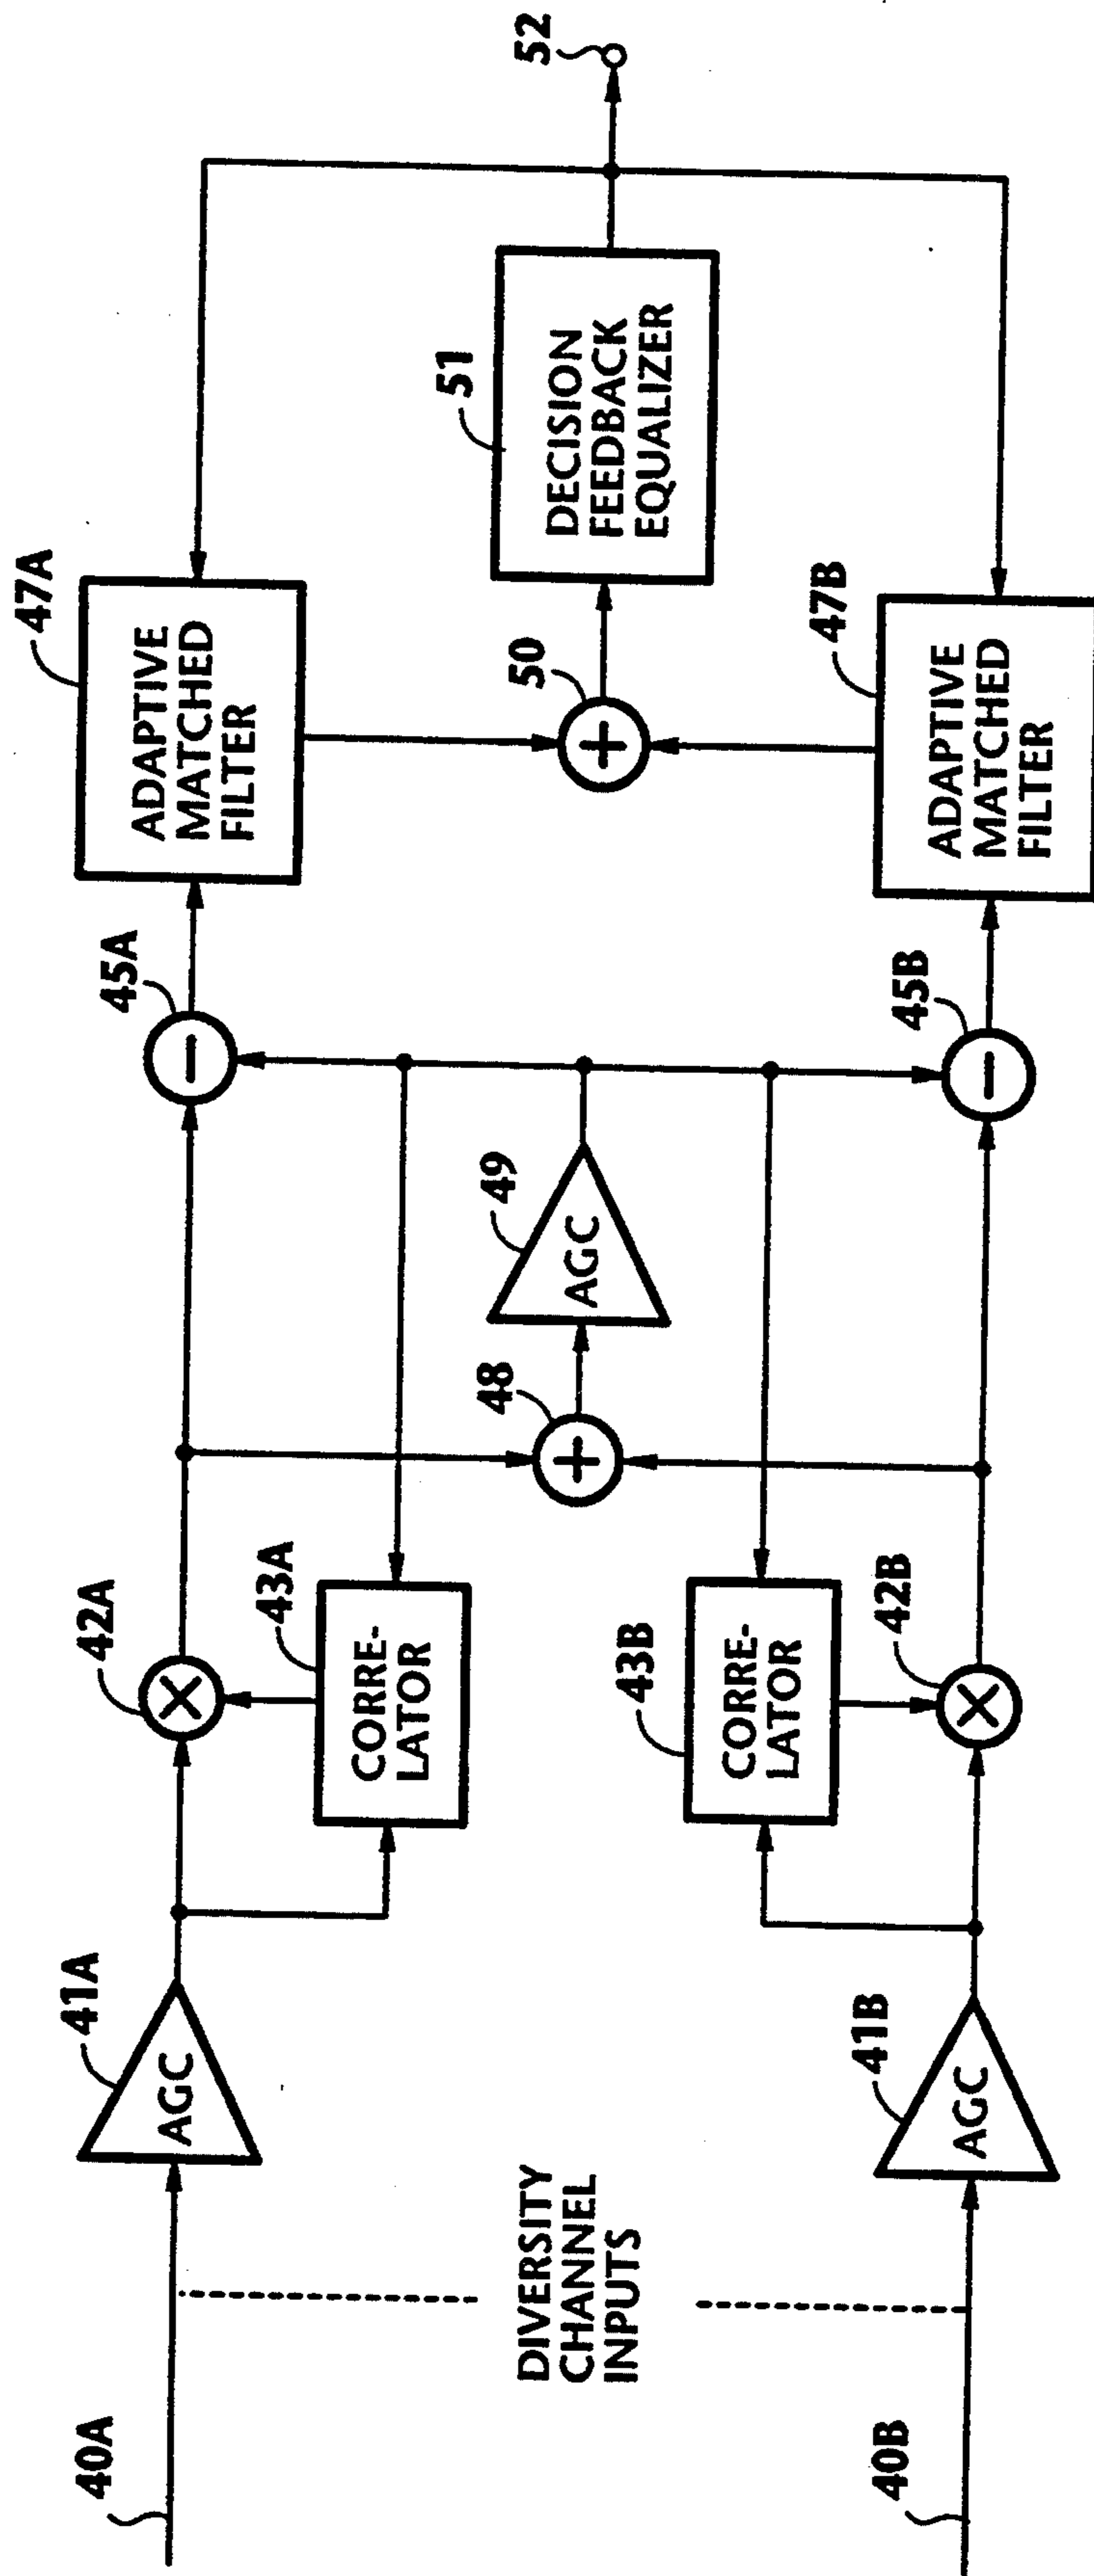 40A
41A
AGC
42A
43A
CORRE-
LATOR
45A
47A
ADAPTIVE
MATCHED
FILTER
DIVERSITY
CHANNEL
INPUTS
48
49
AGC
50
51
DECISION
FEEDBACK
EQUALIZER
52
43B
CORRE-
LATOR
40B
41B
AGC
42B
45B
47B
ADAPTIVE
MATCHED
FILTER